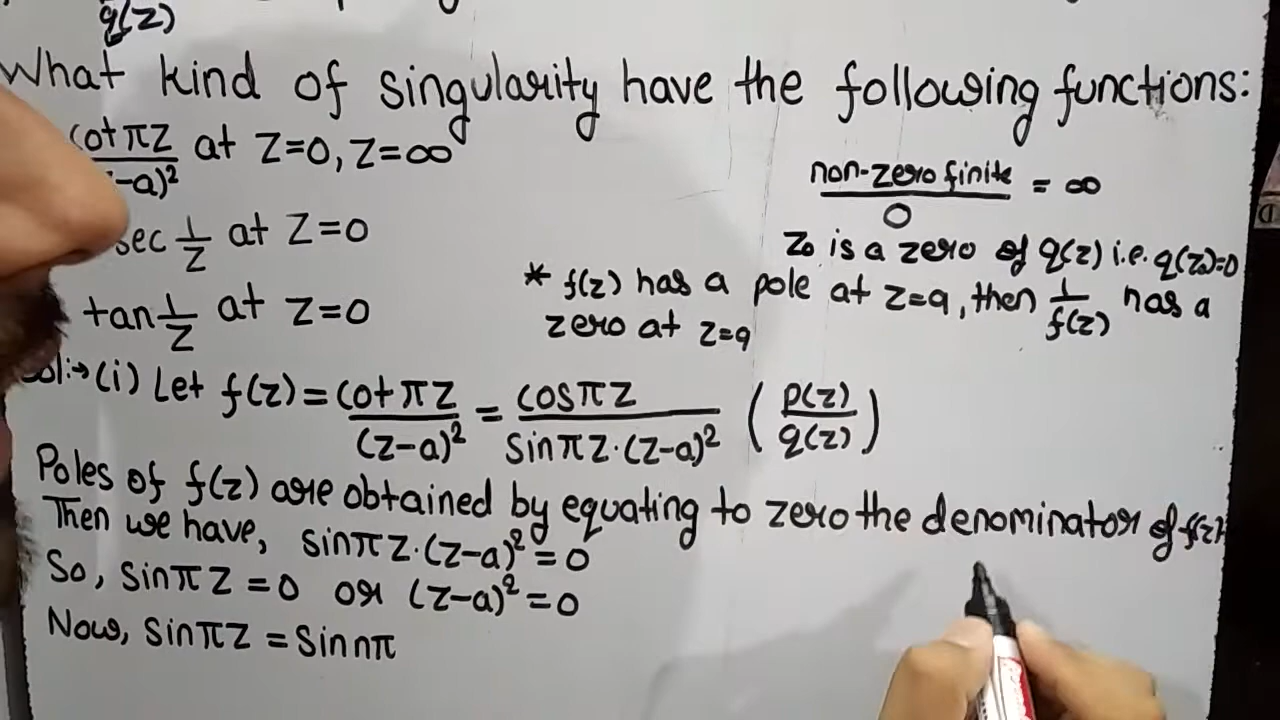 q(z)
What kind of singularity have the following functions:
cotπz/(z-a)² at z=0, z=∞
sec 1/z at z=0
tan 1/z at z=0
non-zero finite/0 = ∞
z₀ is a zero of q(z) i.e. q(z₀)=0
* f(z) has a pole at z=a, then 1/f(z) has a
zero at z=a
Sol:→(i) Let f(z) = cotπz/(z-a)² = cosπz/sinπz·(z-a)² (p(z)/q(z))
Poles of f(z) are obtained by equating to zero the denominator of f(z).
Then we have, sinπz·(z-a)² = 0
So, sinπz = 0 or (z-a)² = 0
Now, sinπz = sin nπ